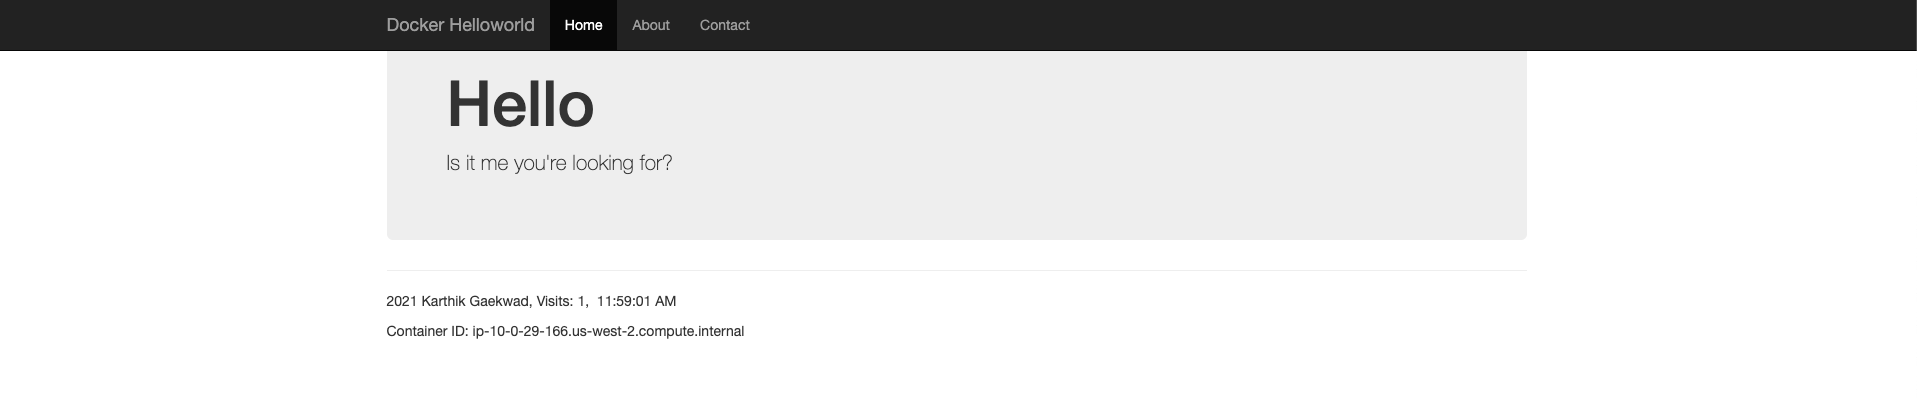 Docker Helloworld Home About Contact
Hello
Is it me you're looking for?
2021 Karthik Gaekwad, Visits: 1, 11:59:01 AM
Container ID: ip-10-0-29-166.us-west-2.compute.internal